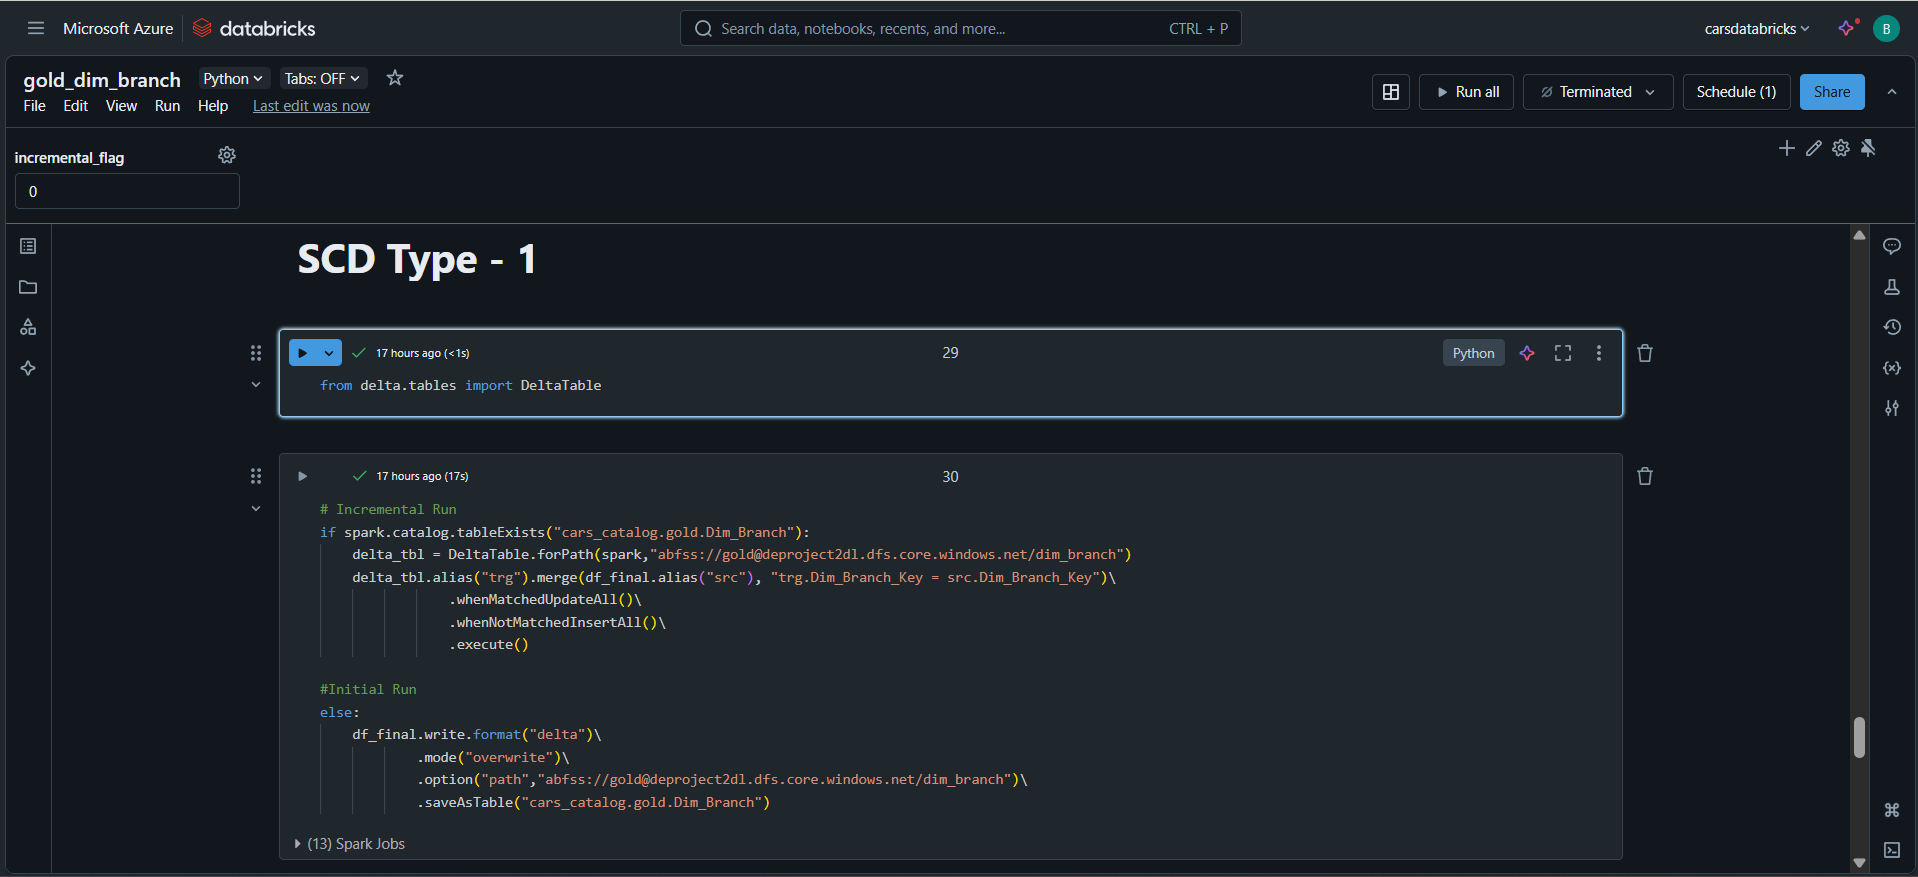 Microsoft Azure databricks Search data, notebooks, recents, and more... CTRL + P carsdatabricks B
gold_dim_branch Python Tabs: OFF
File Edit View Run Help Last edit was now Run all Terminated Schedule (1) Share
incremental_flag
0
SCD Type - 1
17 hours ago (<1s) 29 Python
from delta.tables import DeltaTable
17 hours ago (17s) 30
# Incremental Run
if spark.catalog.tableExists("cars_catalog.gold.Dim_Branch"):
delta_tbl = DeltaTable.forPath(spark,"abfss://gold@deproject2dl.dfs.core.windows.net/dim_branch")
delta_tbl.alias("trg").merge(df_final.alias("src"), "trg.Dim_Branch_Key = src.Dim_Branch_Key")\
.whenMatchedUpdateAll()\
.whenNotMatchedInsertAll()\
.execute()
#Initial Run
else:
df_final.write.format("delta")\
.mode("overwrite")\
.option("path","abfss://gold@deproject2dl.dfs.core.windows.net/dim_branch")\
.saveAsTable("cars_catalog.gold.Dim_Branch")
(13) Spark Jobs